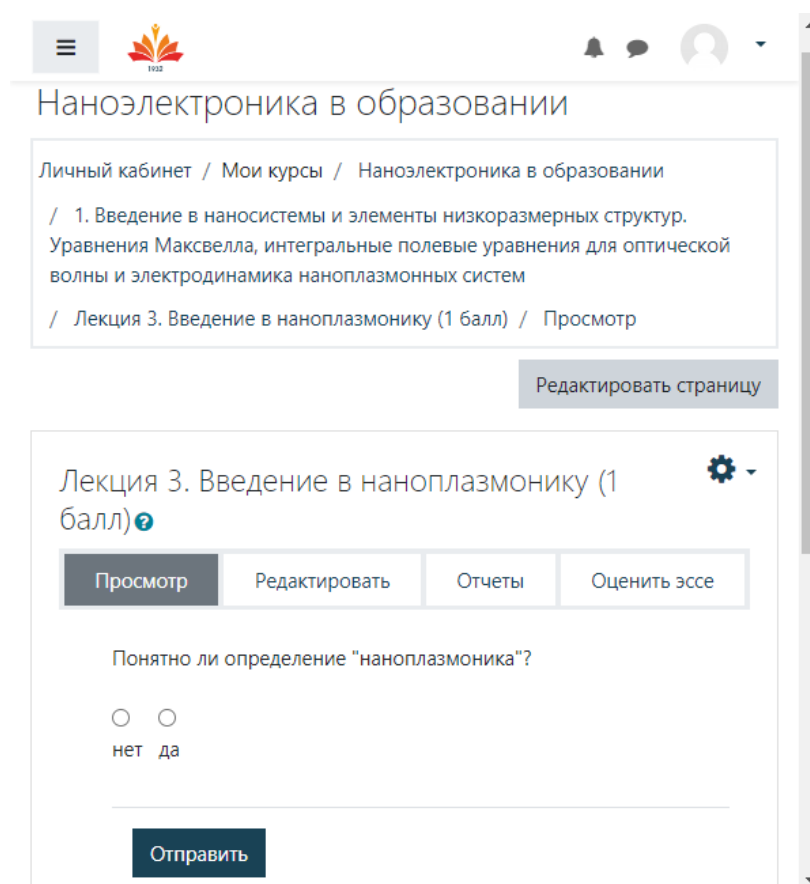 1932
Наноэлектроника в образовании
Личный кабинет / Мои курсы / Наноэлектроника в образовании
/ 1. Введение в наносистемы и элементы низкоразмерных структур.
Уравнения Максвелла, интегральные полевые уравнения для оптической
волны и электродинамика наноплазмонных систем
/ Лекция 3. Введение в наноплазмонику (1 балл) / Просмотр
Редактировать страницу
Лекция 3. Введение в наноплазмонику (1
балл)
Просмотр Редактировать Отчеты Оценить эссе
Понятно ли определение "наноплазмоника"?
нет да
Отправить